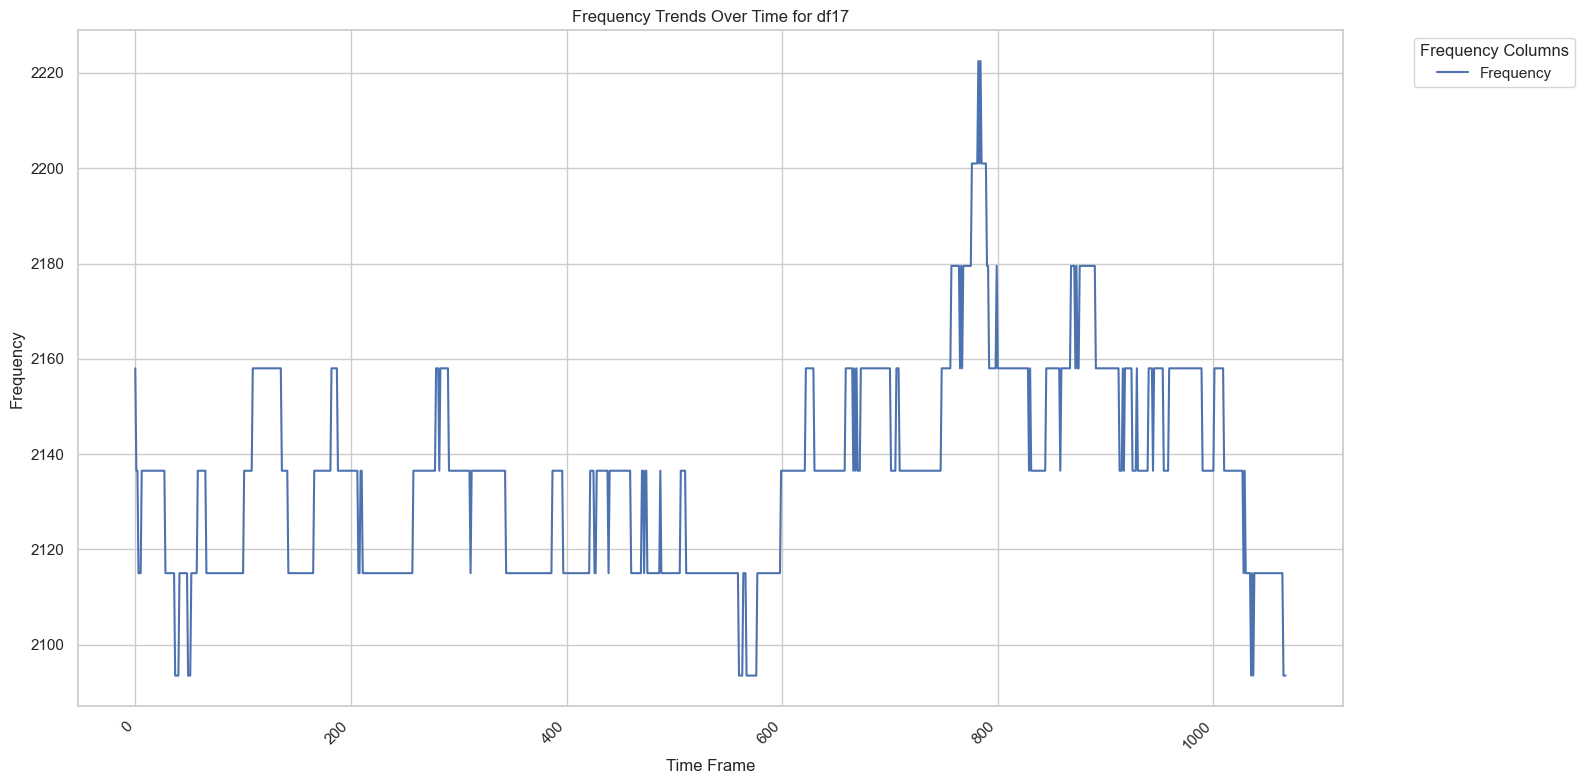 Frequency Trends Over Time for df17
Frequency Columns
Frequency
2220
2200
2180
2160
2140
2120
2100
Frequency
0
200
400
600
800
1000
Time Frame